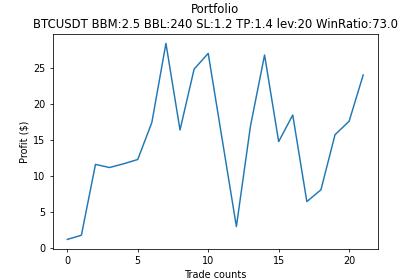 Portfolio
BTCUSDT BBM:2.5 BBL:240 SL:1.2 TP:1.4 lev:20 WinRatio:73.0
Profit ($)
25
20
15
10
5
0
0 5 10 15 20
Trade counts